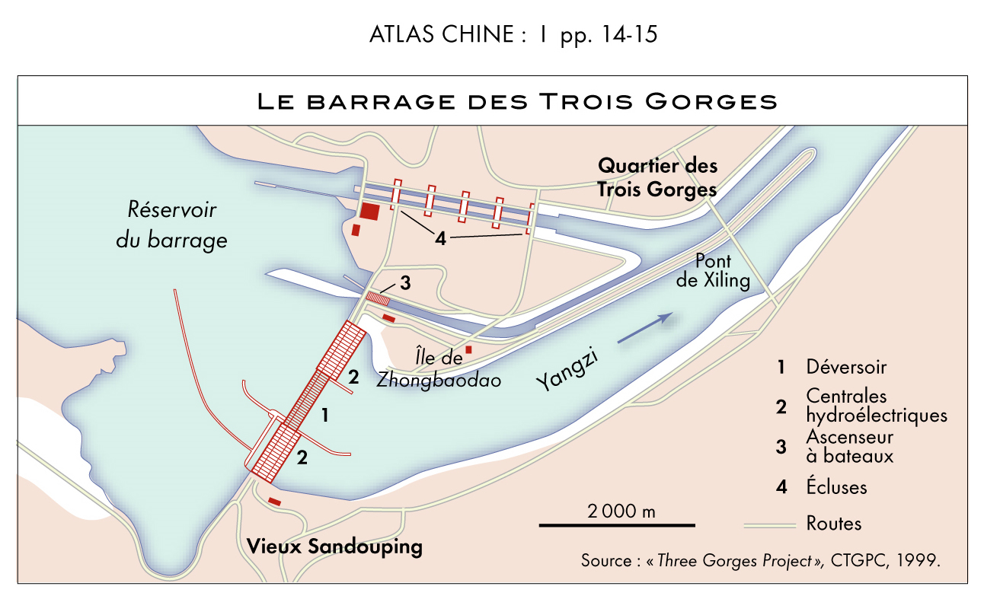 ATLAS CHINE : I pp. 14-15
LE BARRAGE DES TROIS GORGES
Quartier des
Trois Gorges
Réservoir
du barrage
4
Pont
de Xiling
3
Île de
Zhongbaodao
Yangzi
2
1
2
Vieux Sandouping
1 Déversoir
2 Centrales
hydroélectriques
3 Ascenseur
à bateaux
4 Écluses
Routes
2 000 m
Source : « Three Gorges Project », CTGPC, 1999.